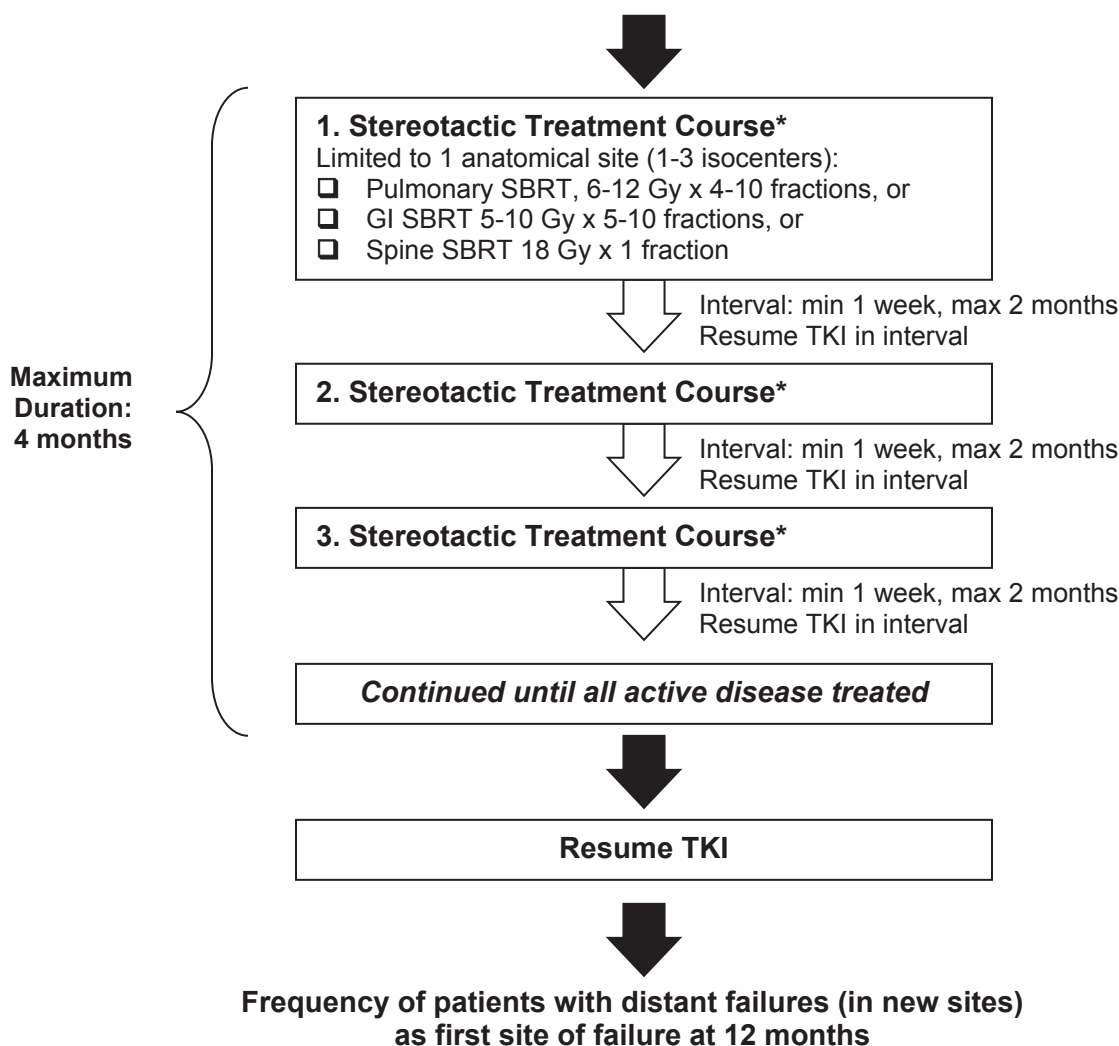 1. Stereotactic Treatment Course*
Limited to 1 anatomical site (1-3 isocenters):
❑ Pulmonary SBRT, 6-12 Gy x 4-10 fractions, or
❑ GI SBRT 5-10 Gy x 5-10 fractions, or
❑ Spine SBRT 18 Gy x 1 fraction
Interval: min 1 week, max 2 months
Resume TKI in interval
Maximum
Duration:
4 months
2. Stereotactic Treatment Course*
Interval: min 1 week, max 2 months
Resume TKI in interval
3. Stereotactic Treatment Course*
Interval: min 1 week, max 2 months
Resume TKI in interval
Continued until all active disease treated
Resume TKI
Frequency of patients with distant failures (in new sites)
as first site of failure at 12 months